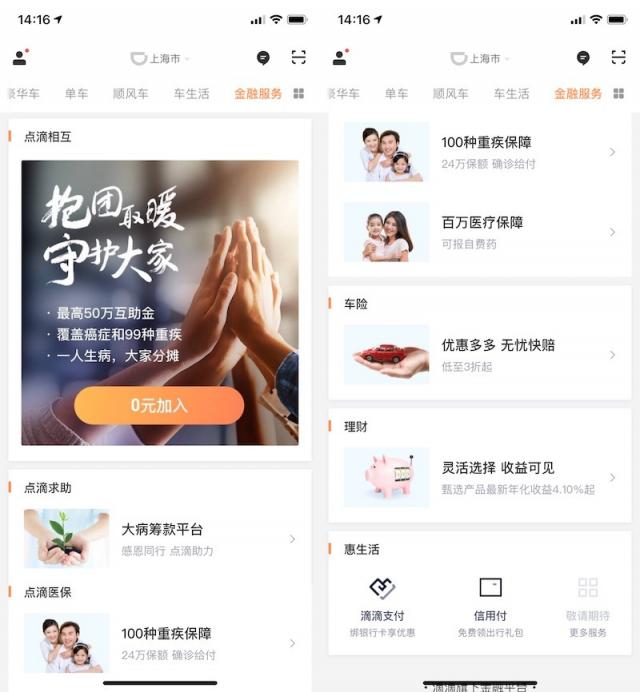 14:16
上海市
豪华车 单车 顺风车 车生活 金融服务
点滴相互
抱团取暖
守护大家
· 最高50万互助金
· 覆盖癌症和99种重疾
· 一人生病，大家分摊
0元加入
点滴求助
大病筹款平台
感恩同行 点滴助力
点滴医保
100种重疾保障
24万保额 确诊给付
14:16
上海市
豪华车 单车 顺风车 车生活 金融服务
100种重疾保障
24万保额 确诊给付
百万医疗保障
可报自费药
车险
优惠多多 无忧快赔
低至3折起
理财
灵活选择 收益可见
甄选产品最新年化收益4.10%起
惠生活
滴滴支付 信用付 敬请期待
绑银行卡享优惠 免费领出行礼包 更多服务
· 滴滴旗下金融平台 ·